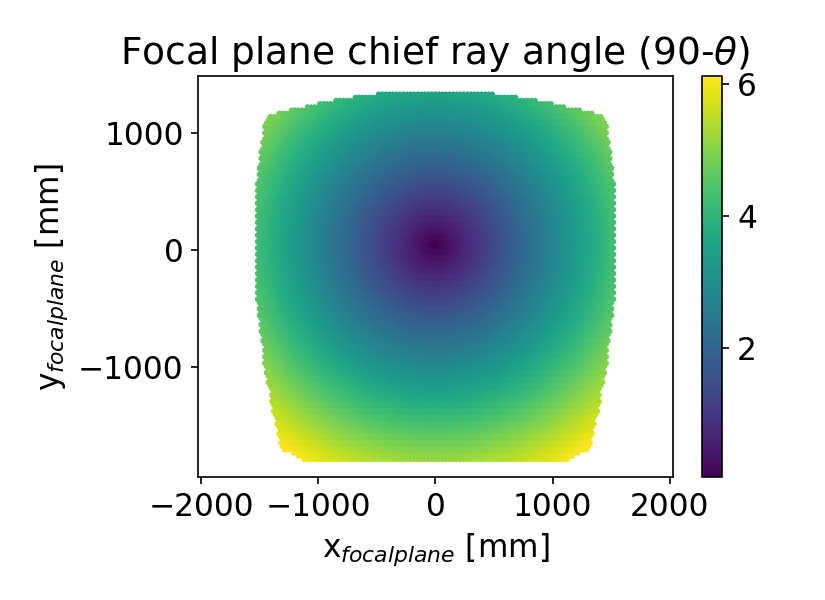 Focal plane chief ray angle (90-θ)
6
4
2
1000
0
−1000
y_focalplane [mm]
−2000 −1000 0 1000 2000
x_focalplane [mm]